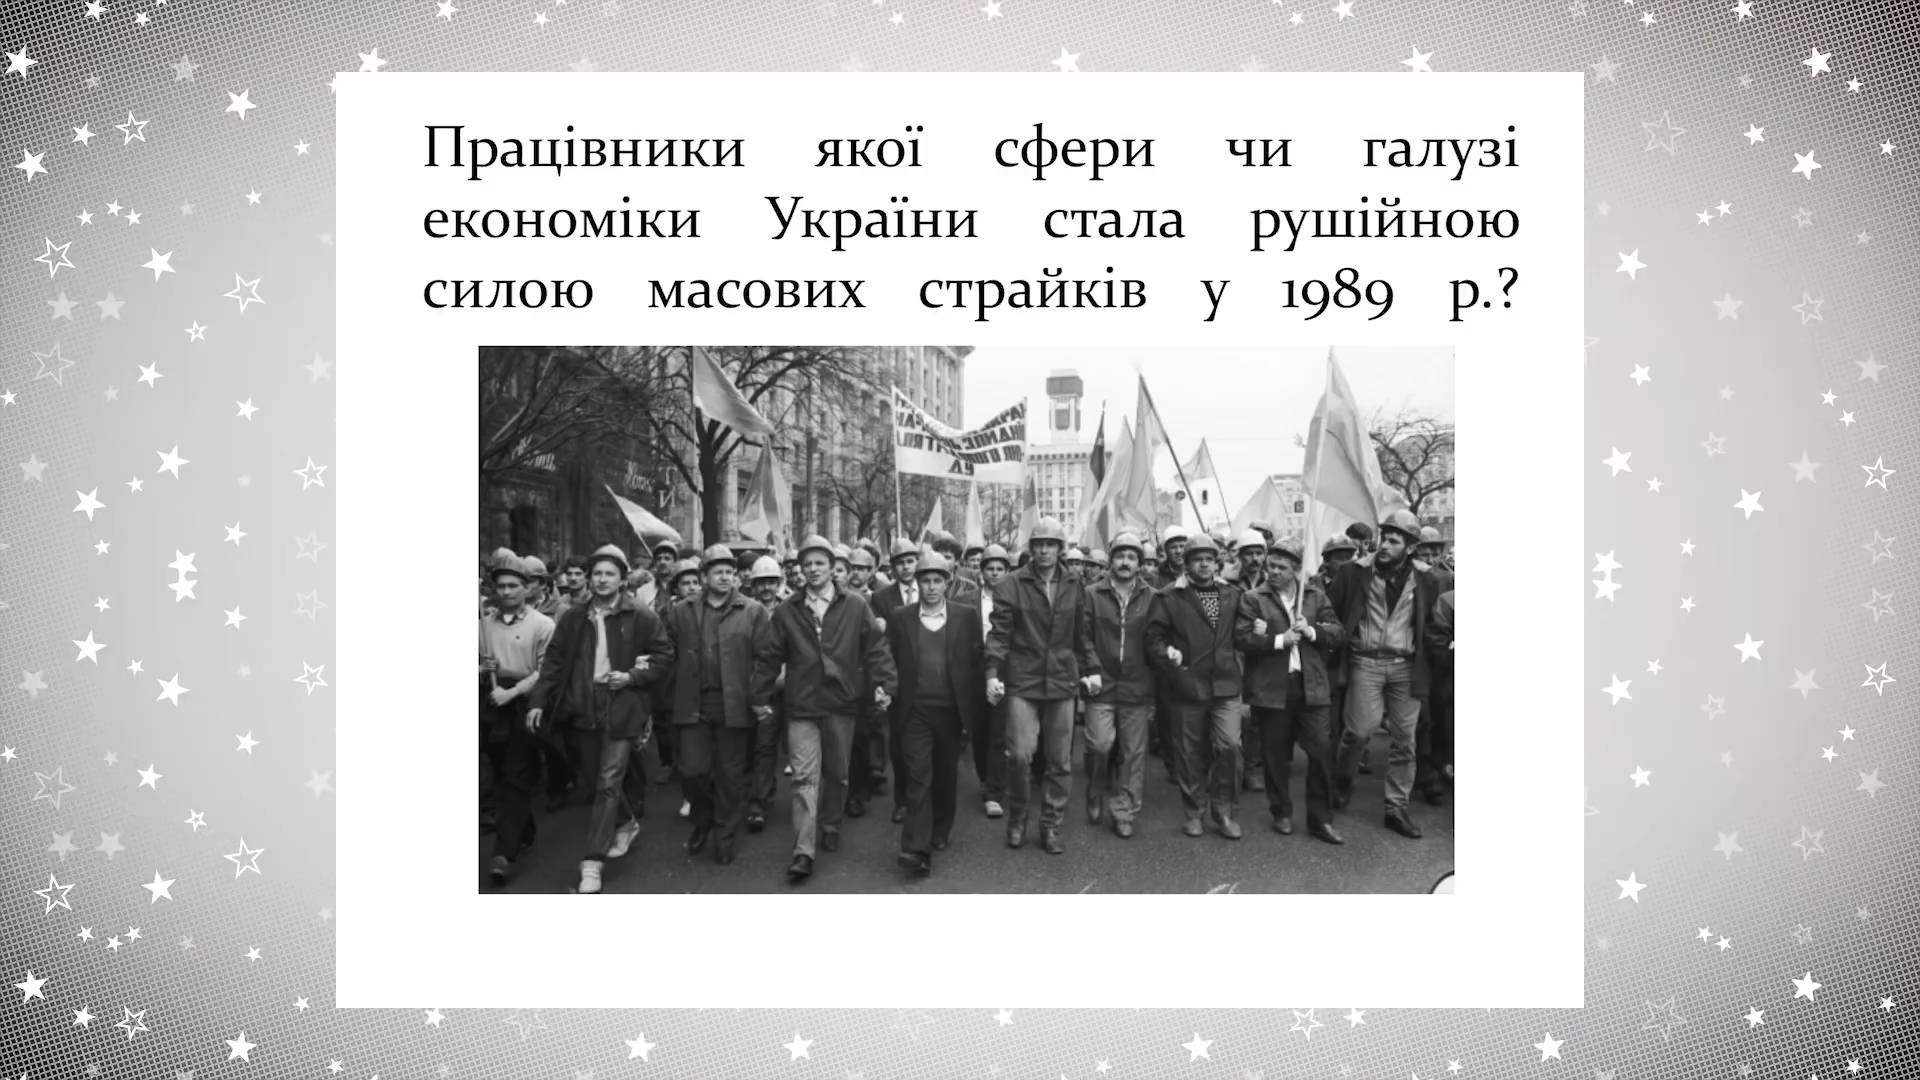 Працівники якої сфери чи галузі
економіки України стала рушійною
силою масових страйків у 1989 р.?